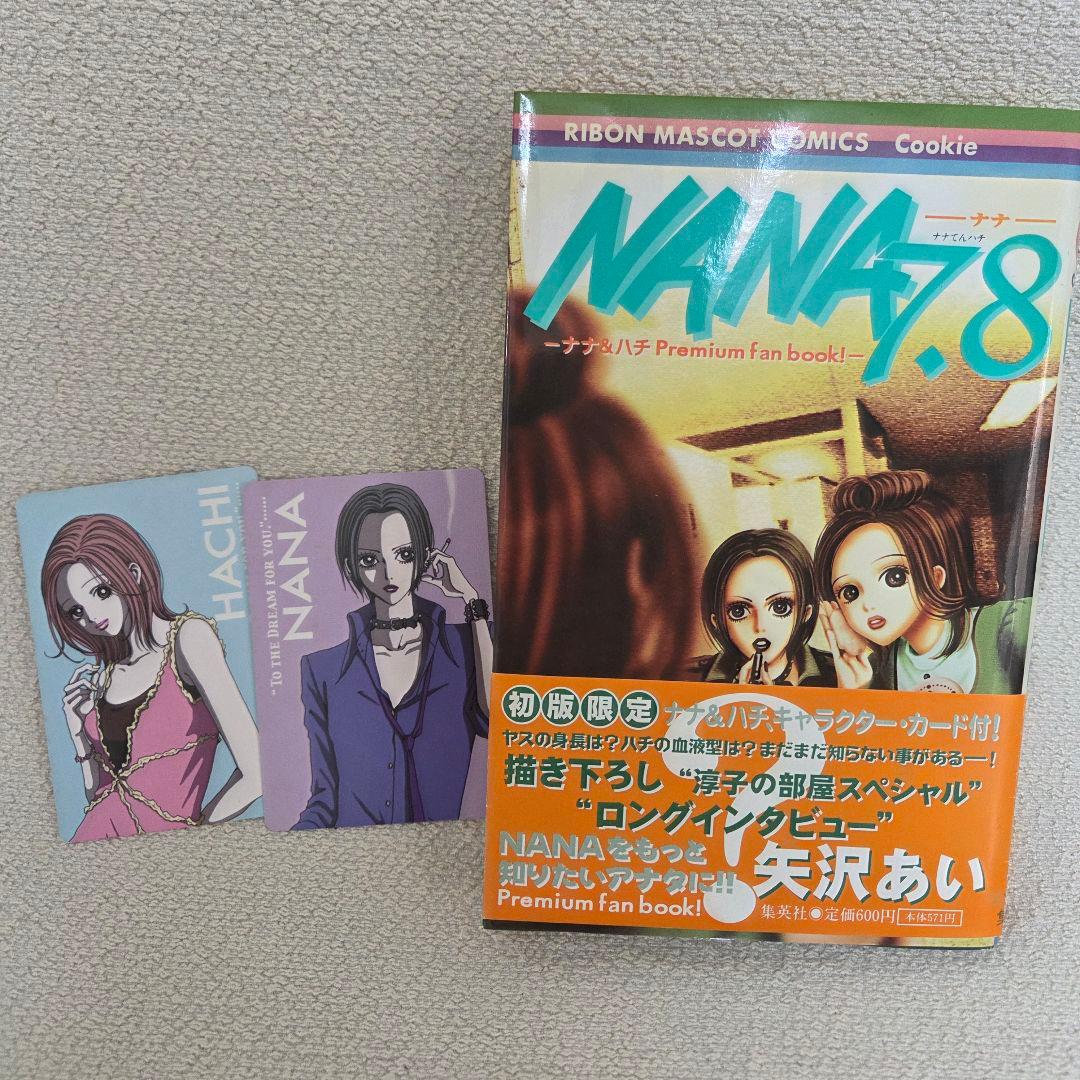 RIBON MASCOT COMICS Cookie
NANA7.8
ーナナー
ナナてんハチ
ーナナ&ハチ Premium fan book!ー
HACHI
"TO THE DREAM FOR YOU."......
NANA
初版限定 ナナ&ハチ、キャラクター・カード付!
ヤスの身長は?ハチの血液型は?まだまだ知らない事がある―!
描き下ろし "淳子の部屋スペシャル"
"ロングインタビュー"
NANAをもっと
知りたいアナタに!!
Premium fan book!
矢沢あい
集英社◎定価600円 本体571円
集